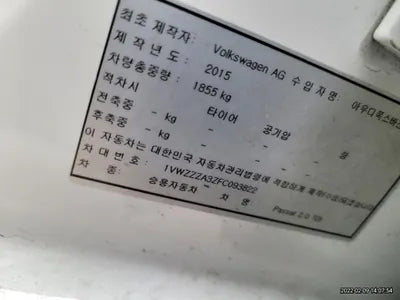 최초 제작자: Volkswagen AG 수 입 자 명: 아우디폭스바겐
제 작 년 도 : 2015
차량총중량 : 1855 kg
적차시 타이어 공기압
전축중 - kg - - - 등
후축중 - kg - - -
이 자동차는 대한민국 자동차관리법령에 적합하게 제작
차 대 번 호 : 1VWZZZA3ZFC093822
차 종: 승용자동차 차 명 Passat 2.0 TDI
2022-02-09 14:07:54